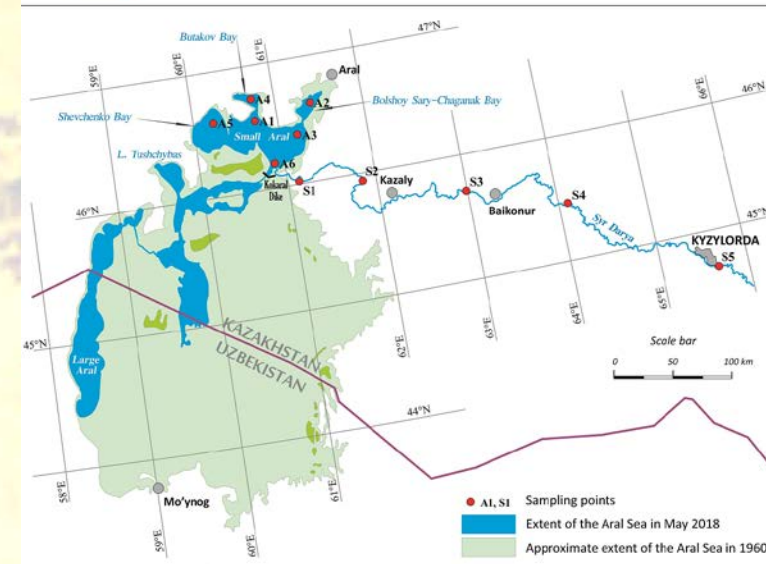 47°N
Butakov Bay
61°E
60°E
59°E
Aral
66°E
46°N
A4
A2
Bolshoy Sary-Chaganak Bay
Shevchenko Bay
A5
A1
Small Aral
A3
L. Tushchybas
A6
S2
Kokaral
Dike
S1
Kazaly
S3
Baikonur
S4
46°N
45°N
Syr Darya
KYZYLORDA
S5
65°E
64°E
63°E
62°E
45°N
KAZAKHSTAN
UZBEKISTAN
Large
Aral
Scale bar
0 50 100 km
44°N
58°E
Mo'ynog
59°E
60°E
61°E
A1, S1 Sampling points
Extent of the Aral Sea in May 2018
Approximate extent of the Aral Sea in 1960